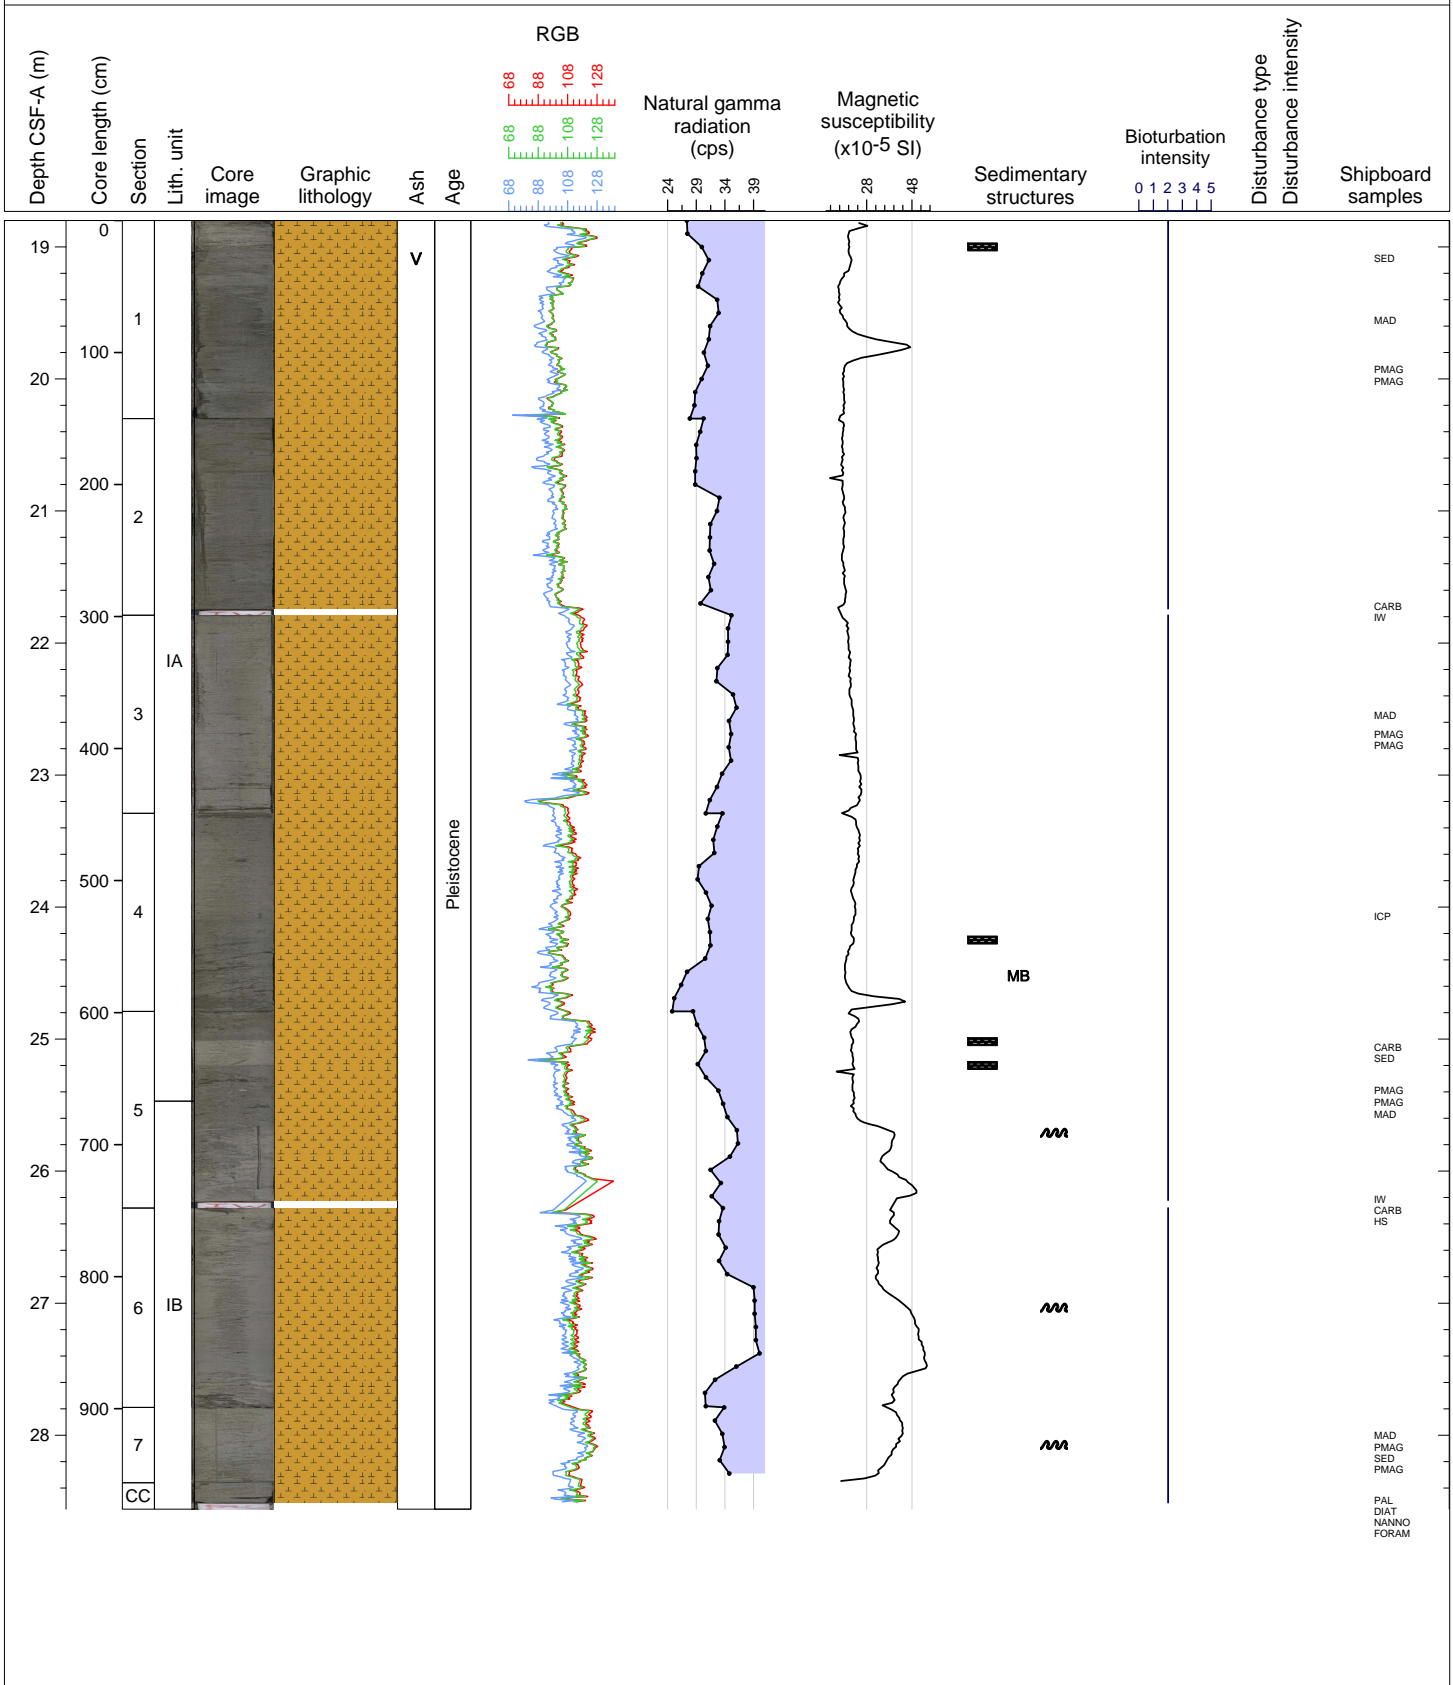 RGB
68 88 108 128
68 88 108 128
68 88 108 128
Depth CSF-A (m)
Core length (cm)
Section
Lith. unit
Core
image
Graphic
lithology
Ash
Age
Natural gamma
radiation
(cps)
24 29 34 39
Magnetic
susceptibility
(x10-5 SI)
28 48
Sedimentary
structures
Bioturbation
intensity
0 1 2 3 4 5
Disturbance type
Disturbance intensity
Shipboard
samples
19
20
21
22
23
24
25
26
27
28
0
100
200
300
400
500
600
700
800
900
1
2
3
4
5
6
7
CC
IA
IB
V
Pleistocene
MB
SED
MAD
PMAG
PMAG
CARB
IW
MAD
PMAG
PMAG
ICP
CARB
SED
PMAG
PMAG
MAD
IW
CARB
HS
MAD
PMAG
SED
PMAG
PAL
DIAT
NANNO
FORAM